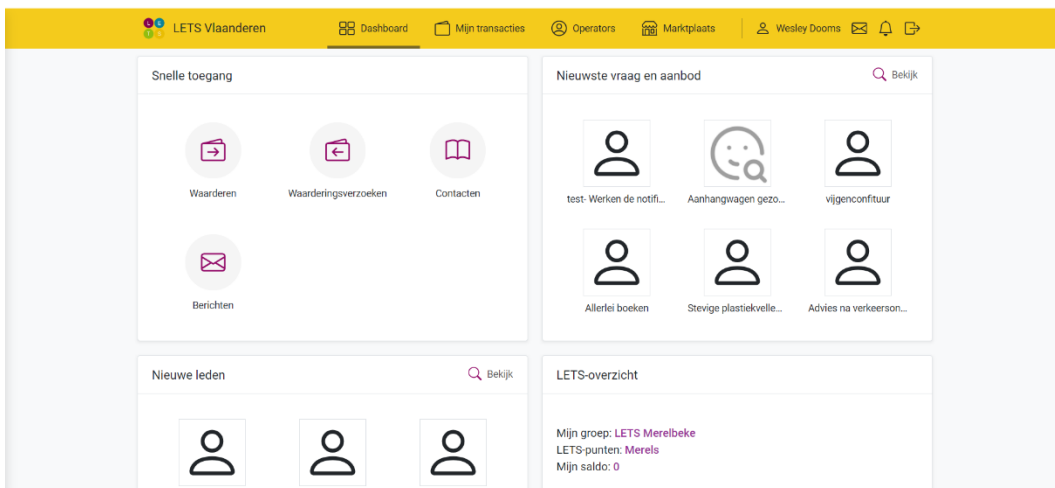 L E T S
LETS Vlaanderen
Dashboard
Mijn transacties
Operators
Marktplaats
Wesley Dooms
Snelle toegang
Waarderen
Waarderingsverzoeken
Contacten
Berichten
Nieuwste vraag en aanbod
Bekijk
test- Werken de notifi...
Aanhangwagen gezo...
vijgenconfituur
Allerlei boeken
Stevige plastiekvelle...
Advies na verkeerson...
Nieuwe leden
Bekijk
LETS-overzicht
Mijn groep: LETS Merelbeke
LETS-punten: Merels
Mijn saldo: 0